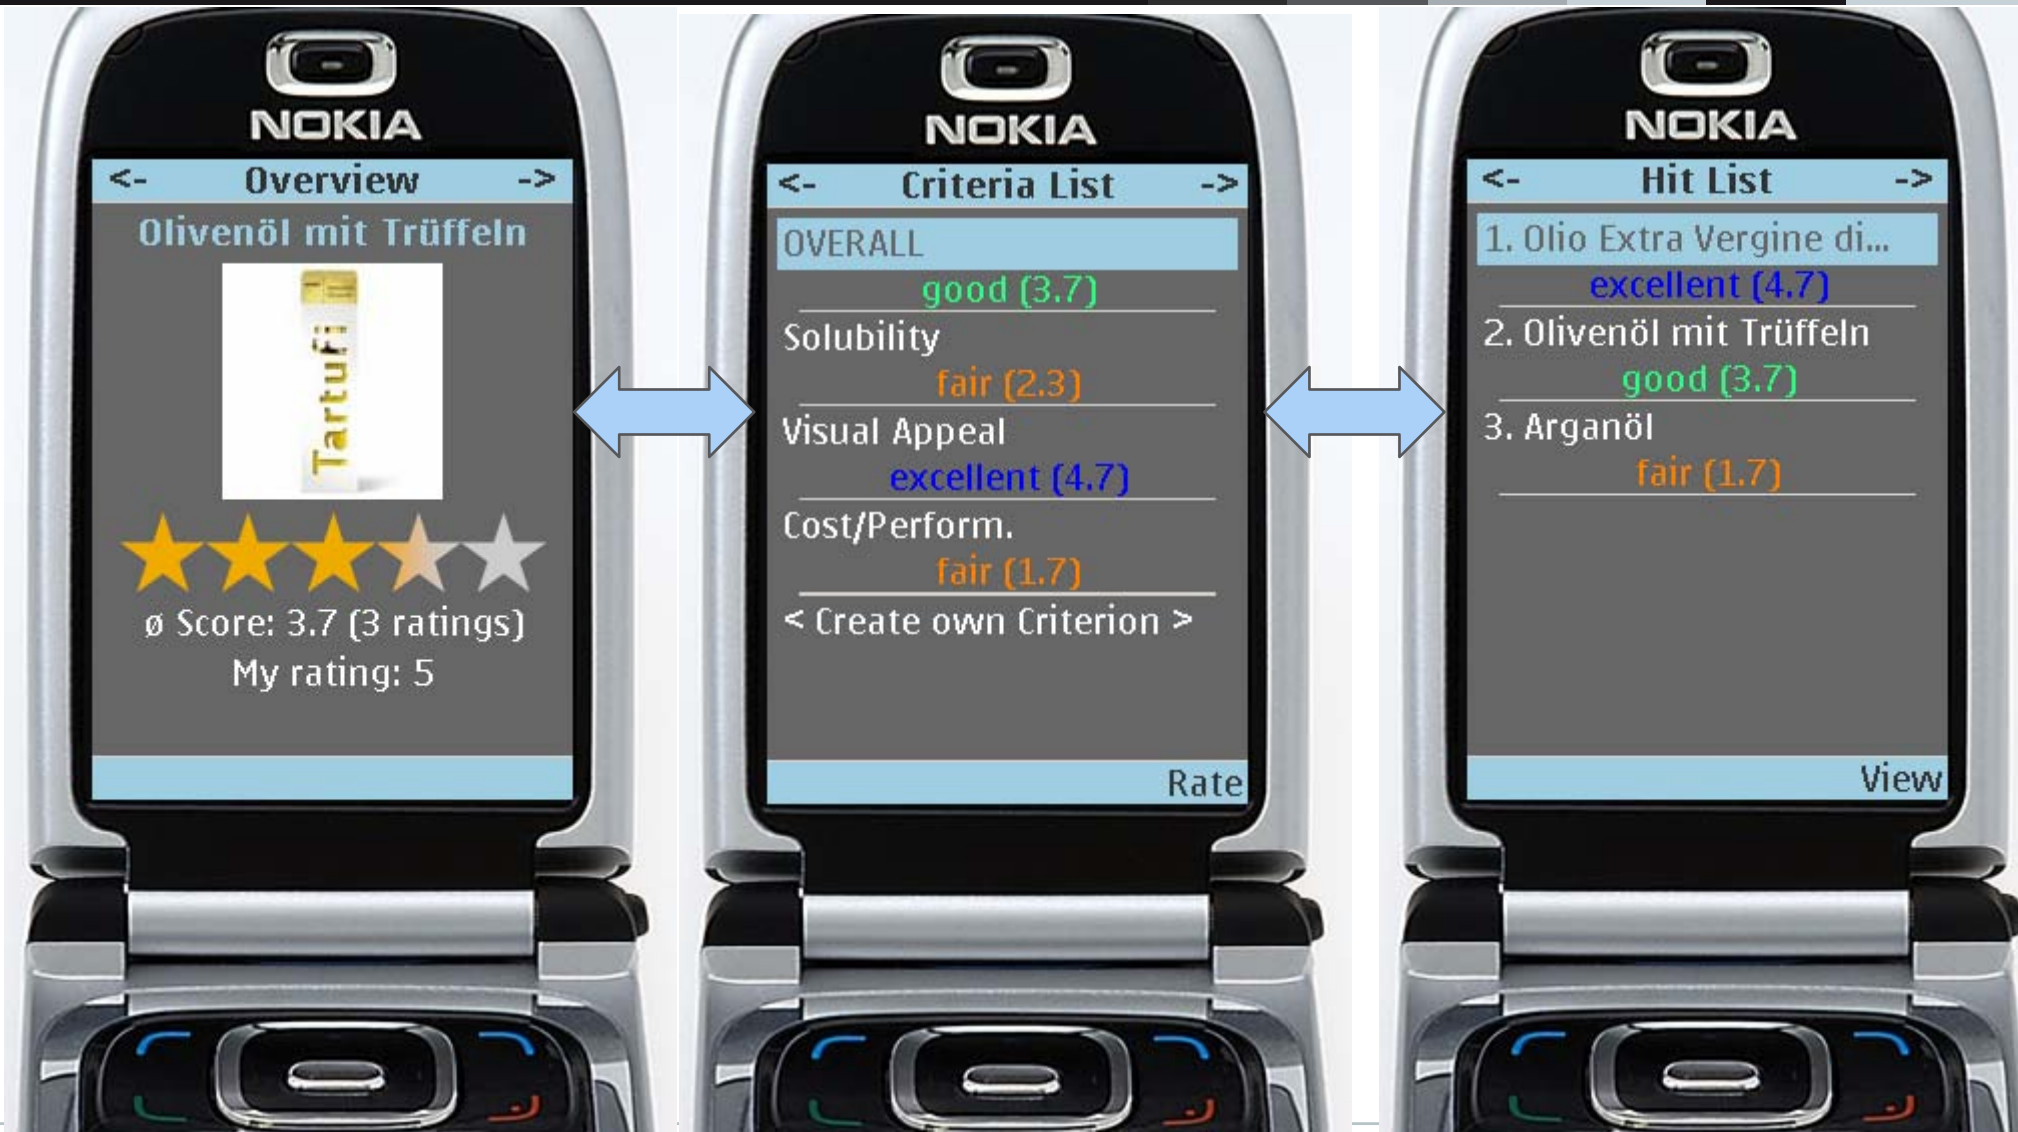 NOKIA
<- Overview ->
Olivenöl mit Trüffeln
Tartufi
ø Score: 3.7 (3 ratings)
My rating: 5
NOKIA
<- Criteria List ->
OVERALL
good (3.7)
Solubility
fair (2.3)
Visual Appeal
excellent (4.7)
Cost/Perform.
fair (1.7)
< Create own Criterion >
Rate
NOKIA
<- Hit List ->
1. Olio Extra Vergine di...
excellent (4.7)
2. Olivenöl mit Trüffeln
good (3.7)
3. Arganöl
fair (1.7)
View